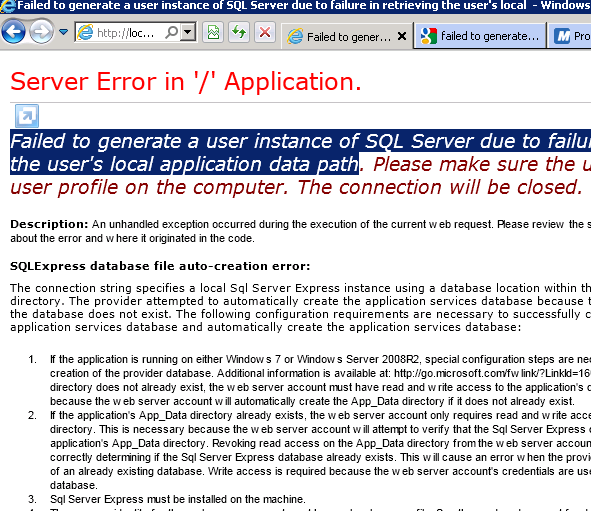 Failed to generate a user instance of SQL Server due to failure in retrieving the user's local - Windows
http://loc...
Failed to gener...
failed to generate...
Pro
Server Error in '/' Application.
Failed to generate a user instance of SQL Server due to
the user's local application data path. Please make sure the
user profile on the computer. The connection will be closed.
Description: An unhandled exception occurred during the execution of the current web request. Please review the
about the error and where it originated in the code.
SQLExpress database file auto-creation error:
The connection string specifies a local Sql Server Express instance using a database location within
directory. The provider attempted to automatically create the application services database because
the database does not exist. The following configuration requirements are necessary to successfully
application services database and automatically create the application services database:
1. If the application is running on either Windows 7 or Windows Server 2008R2, special configuration steps are
creation of the provider database. Additional information is available at: http://go.microsoft.com/fwlink/?LinkId=16
directory does not already exist, the web server account must have read and write access to the application's
because the web server account will automatically create the App_Data directory if it does not already exist.
2. If the application's App_Data directory already exists, the web server account only requires read and write
directory. This is necessary because the web server account will attempt to verify that the Sql Server Express
application's App_Data directory. Revoking read access on the App_Data directory from the web server
correctly determining if the Sql Server Express database already exists. This will cause an error when the
of an already existing database. Write access is required because the web server account's credentials are
database.
3. Sql Server Express must be installed on the machine.